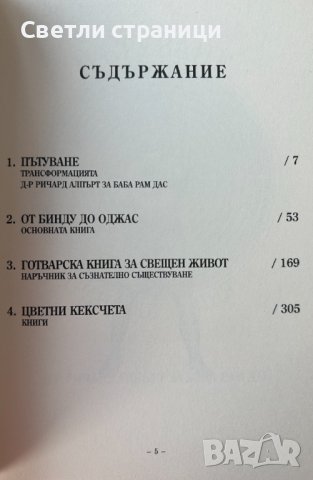 Светли страници
СЪДЪРЖАНИЕ
1. ПЪТУВАНЕ / 7
ТРАНСФОРМАЦИЯТА
Д-Р РИЧАРД АЛПЪРТ ЗА БАБА РАМ ДАС
2. ОТ БИНДУ ДО ОДЖАС / 53
ОСНОВНАТА КНИГА
3. ГОТВАРСКА КНИГА ЗА СВЕЩЕН ЖИВОТ / 169
НАРЪЧНИК ЗА СЪЗНАТЕЛНО СЪЩЕСТВУВАНЕ
4. ЦВЕТНИ КЕКСЧЕТА / 305
КНИГИ
– 5 –
BAZAR